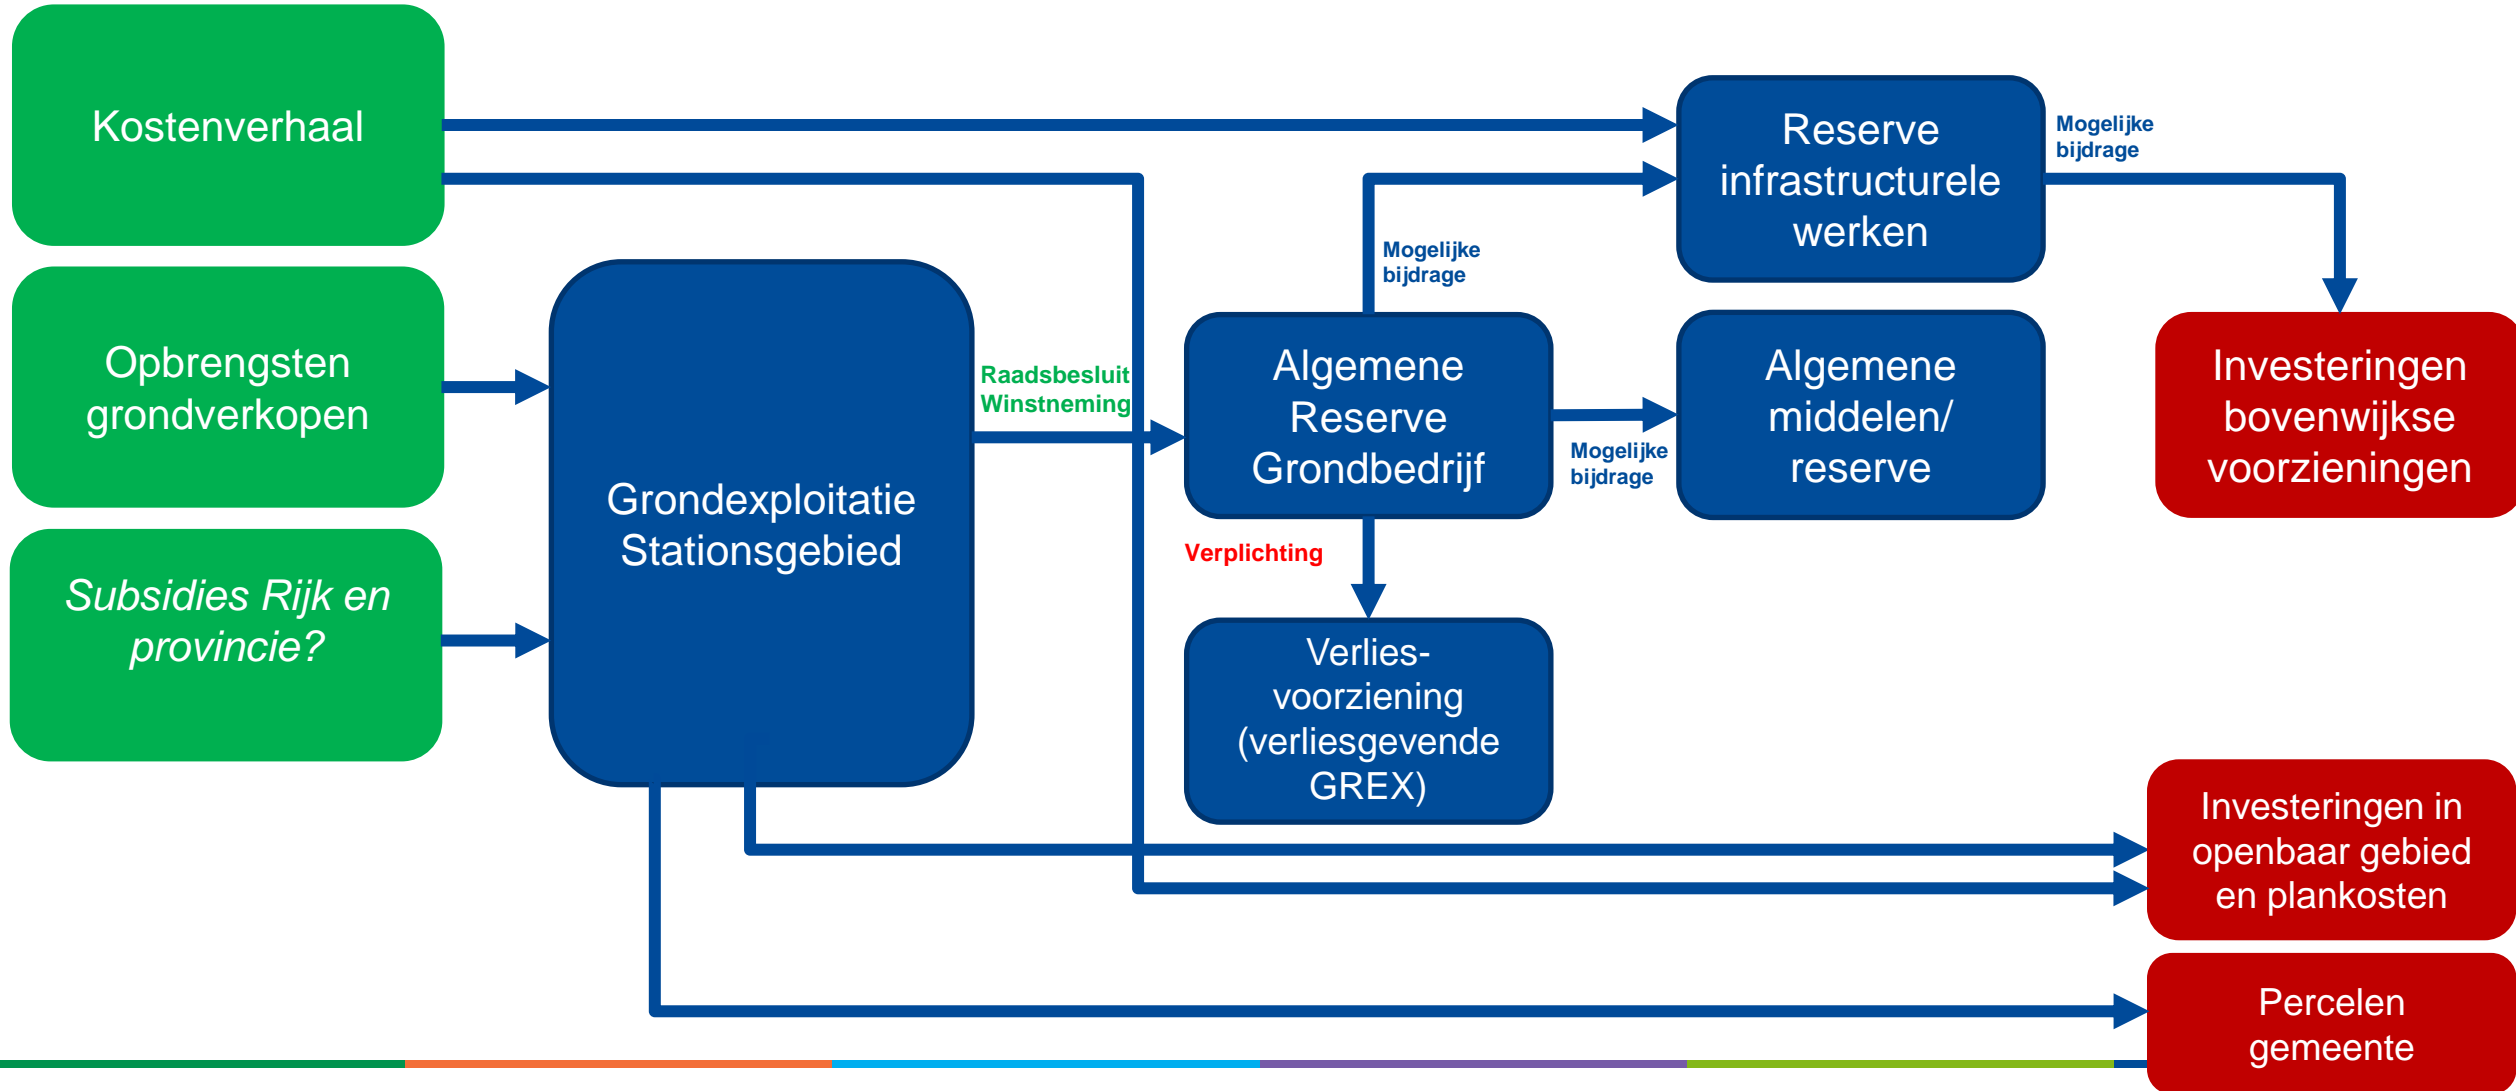 Kostenverhaal
Opbrengsten
grondverkopen
Subsidies Rijk en
provincie?
Grondexploitatie
Stationsgebied
Raadsbesluit
Winstneming
Algemene
Reserve
Grondbedrijf
Mogelijke
bijdrage
Mogelijke
bijdrage
Verplichting
Verlies-
voorziening
(verliesgevende
GREX)
Reserve
infrastructurele
werken
Mogelijke
bijdrage
Algemene
middelen/
reserve
Investeringen
bovenwijkse
voorzieningen
Investeringen in
openbaar gebied
en plankosten
Percelen
gemeente